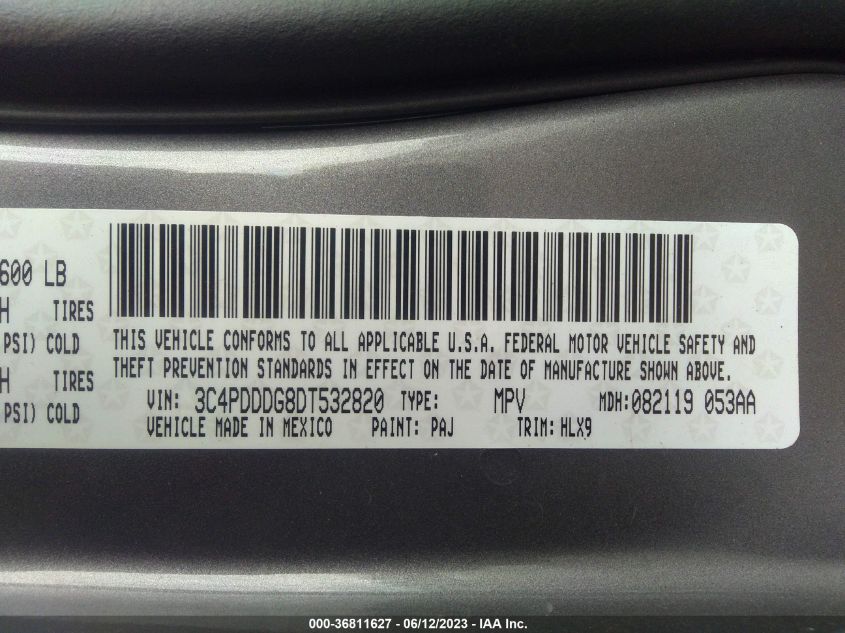 600 LB
H TIRES
PSI) COLD
H TIRES
PSI) COLD
THIS VEHICLE CONFORMS TO ALL APPLICABLE U.S.A. FEDERAL MOTOR VEHICLE SAFETY AND
THEFT PREVENTION STANDARDS IN EFFECT ON THE DATE OF MANUFACTURE SHOWN ABOVE.
VIN: 3C4PDDDG8DT532820 TYPE: MPV MDH:082119 053AA
VEHICLE MADE IN MEXICO PAINT: PAJ TRIM: HLX9
000-36811627 - 06/12/2023 - IAA Inc.